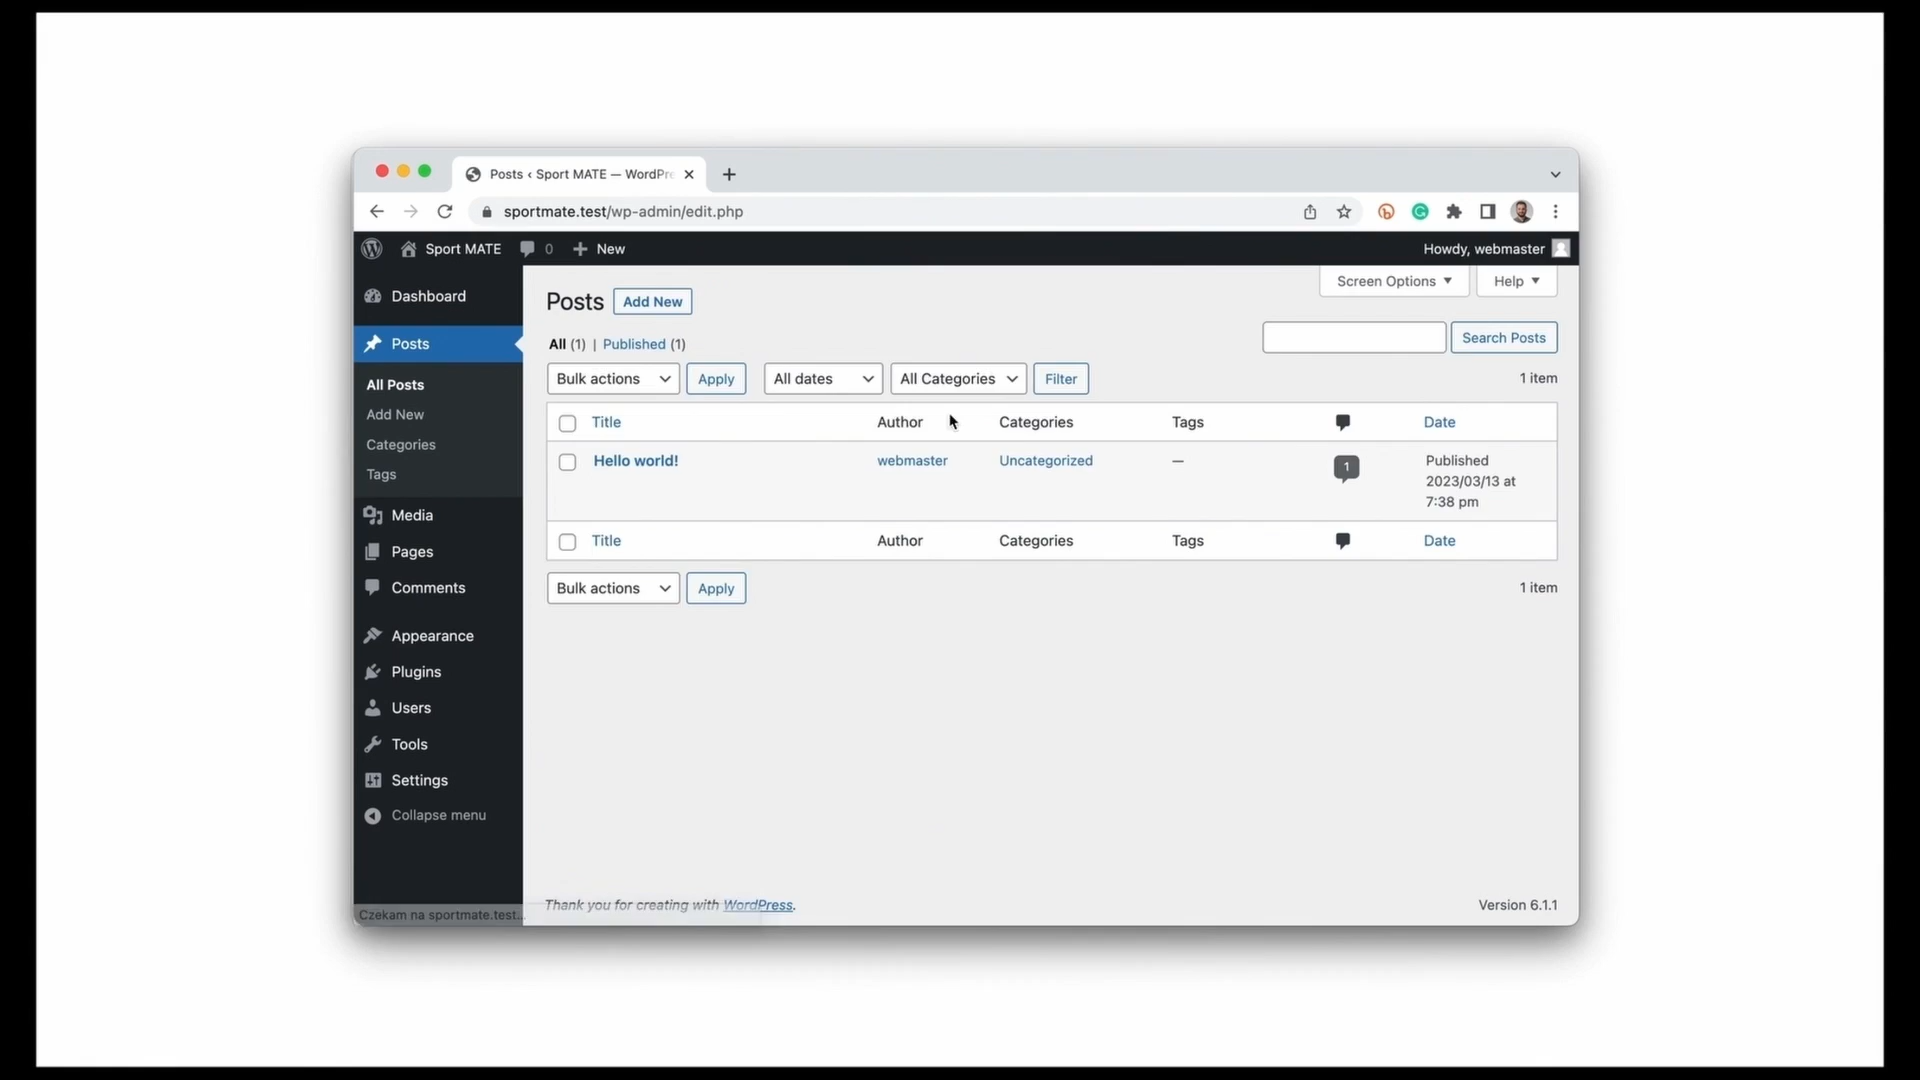 Posts ‹ Sport MATE — WordPre
sportmate.test/wp-admin/edit.php
Sport MATE 0 New Howdy, webmaster
Screen Options Help
Dashboard
Posts
All Posts
Add New
Categories
Tags
Media
Pages
Comments
Appearance
Plugins
Users
Tools
Settings
Collapse menu
Posts Add New
All (1) | Published (1) Search Posts
Bulk actions Apply All dates All Categories Filter 1 item
Title Author Categories Tags Date
Hello world! webmaster Uncategorized — 1 Published
2023/03/13 at
7:38 pm
Title Author Categories Tags Date
Bulk actions Apply 1 item
Thank you for creating with WordPress. Version 6.1.1
Czekam na sportmate.test...